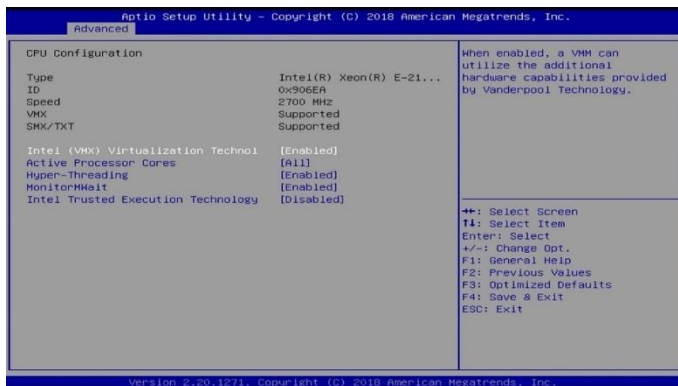 Aptio Setup Utility - Copyright (C) 2018 American Megatrends, Inc.
Advanced
CPU Configuration
Type Intel(R) Xeon(R) E-21...
ID 0x906EA
Speed 2700 MHz
VMX Supported
SMX/TXT Supported
Intel (VMX) Virtualization Technol [Enabled]
Active Processor Cores [All]
Hyper-Threading [Enabled]
MonitorMWait [Enabled]
Intel Trusted Execution Technology [Disabled]
When enabled, a VMM can
utilize the additional
hardware capabilities provided
by Vanderpool Technology.
→←: Select Screen
↑↓: Select Item
Enter: Select
+/-: Change Opt.
F1: General Help
F2: Previous Values
F3: Optimized Defaults
F4: Save & Exit
ESC: Exit
Version 2.20.1271. Copyright (C) 2018 American Megatrends, Inc.